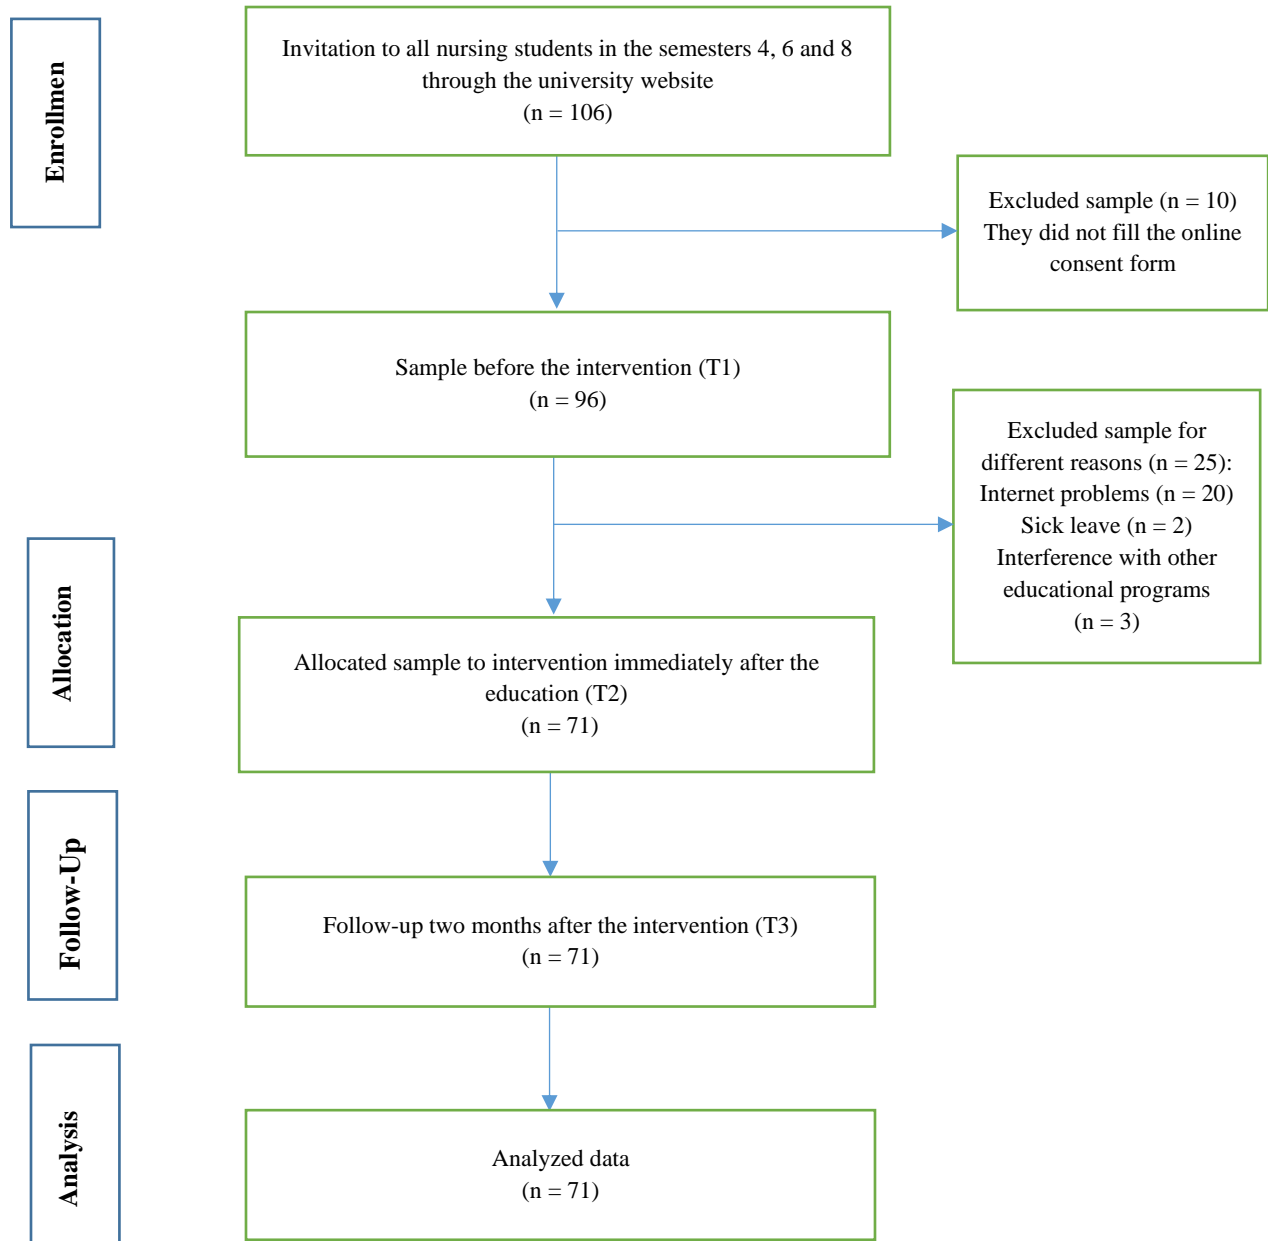 Enrollmen
Invitation to all nursing students in the semesters 4, 6 and 8
through the university website
(n = 106)
Excluded sample (n = 10)
They did not fill the online
consent form
Sample before the intervention (T1)
(n = 96)
Excluded sample for
different reasons (n = 25):
Internet problems (n = 20)
Sick leave (n = 2)
Interference with other
educational programs
(n = 3)
Allocation
Allocated sample to intervention immediately after the
education (T2)
(n = 71)
Follow-Up
Follow-up two months after the intervention (T3)
(n = 71)
Analysis
Analyzed data
(n = 71)